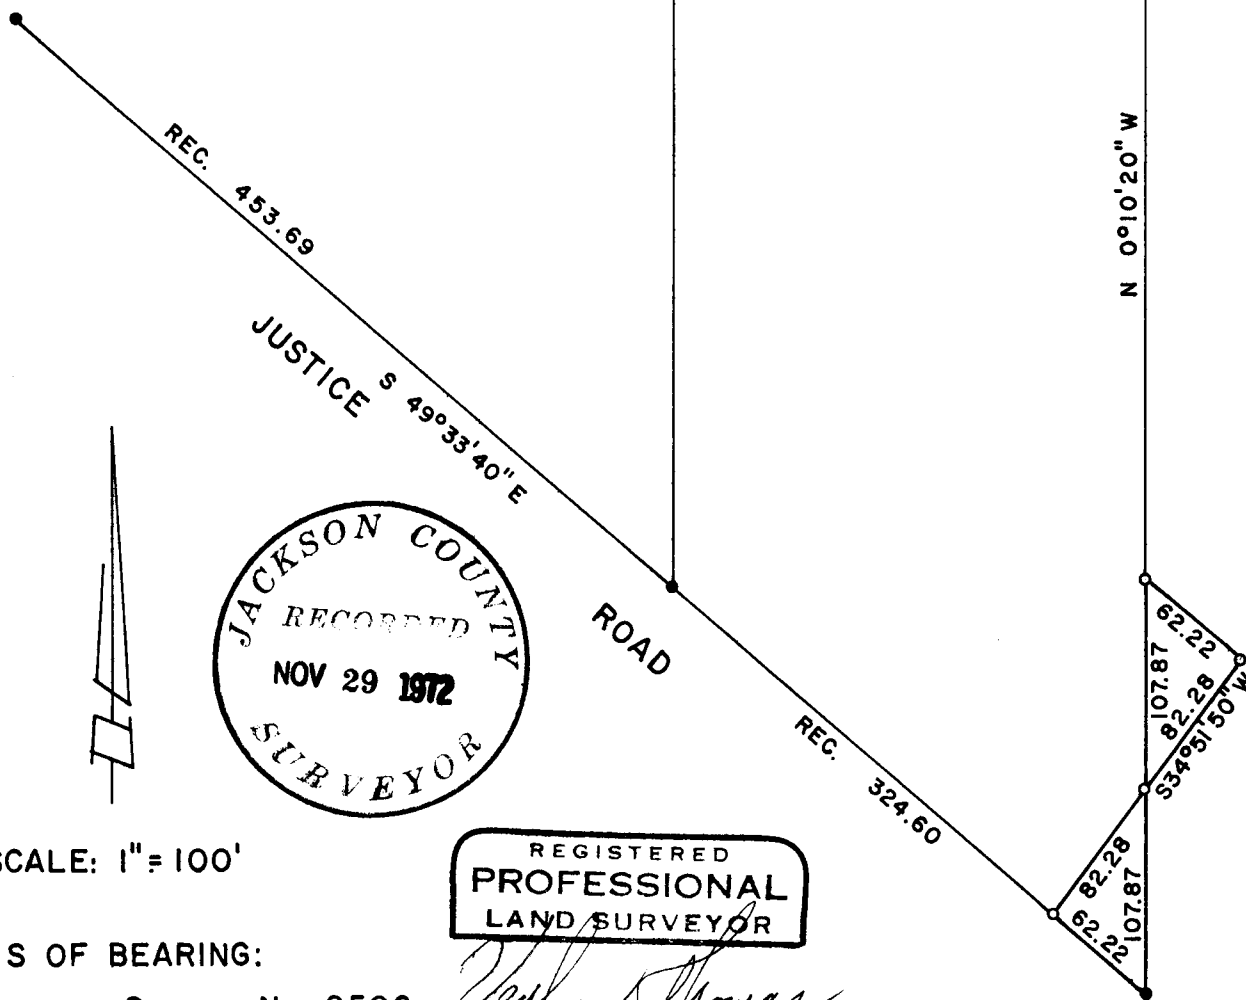 REC. 453.69
JUSTICE
S 49°33'40" E
N 0°10'20" W
JACKSON COUNTY
RECORDED
NOV 29 1972
SURVEYOR
ROAD
REC. 324.60
62.22
107.87
82.28
S34°51'50" W
82.28
107.87
62.22
SCALE: 1" = 100'
REGISTERED
PROFESSIONAL
LAND SURVEYOR
S OF BEARING: